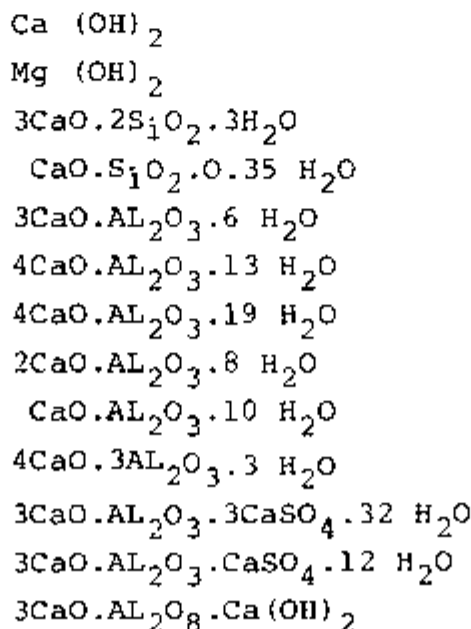 Ca (OH)₂
Mg (OH)₂
3CaO.2SiO₂.3H₂O
CaO.SiO₂.O.35 H₂O
3CaO.AL₂O₃.6 H₂O
4CaO.AL₂O₃.13 H₂O
4CaO.AL₂O₃.19 H₂O
2CaO.AL₂O₃.8 H₂O
CaO.AL₂O₃.10 H₂O
4CaO.3AL₂O₃.3 H₂O
3CaO.AL₂O₃.3CaSO₄.32 H₂O
3CaO.AL₂O₃.CaSO₄.12 H₂O
3CaO.AL₂O₈.Ca(OH)₂